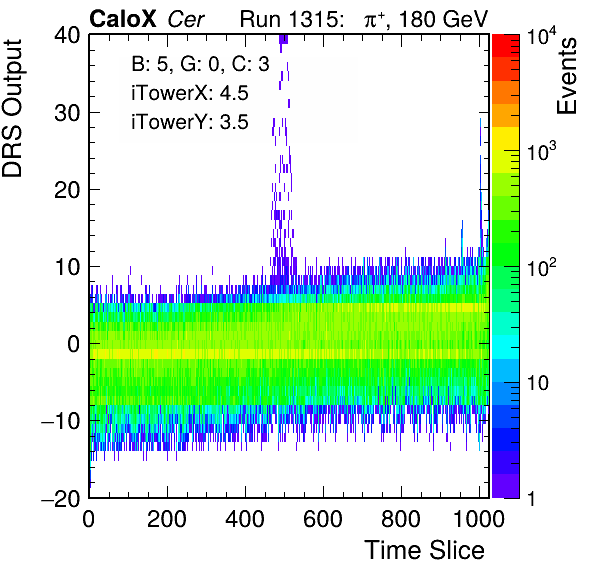 CaloX Cer Run 1315: π⁺, 180 GeV
B: 5, G: 0, C: 3
iTowerX: 4.5
iTowerY: 3.5
DRS Output
40
30
20
10
0
−10
−20
0 200 400 600 800 1000
Time Slice
Events
10⁴
10³
10²
10
1